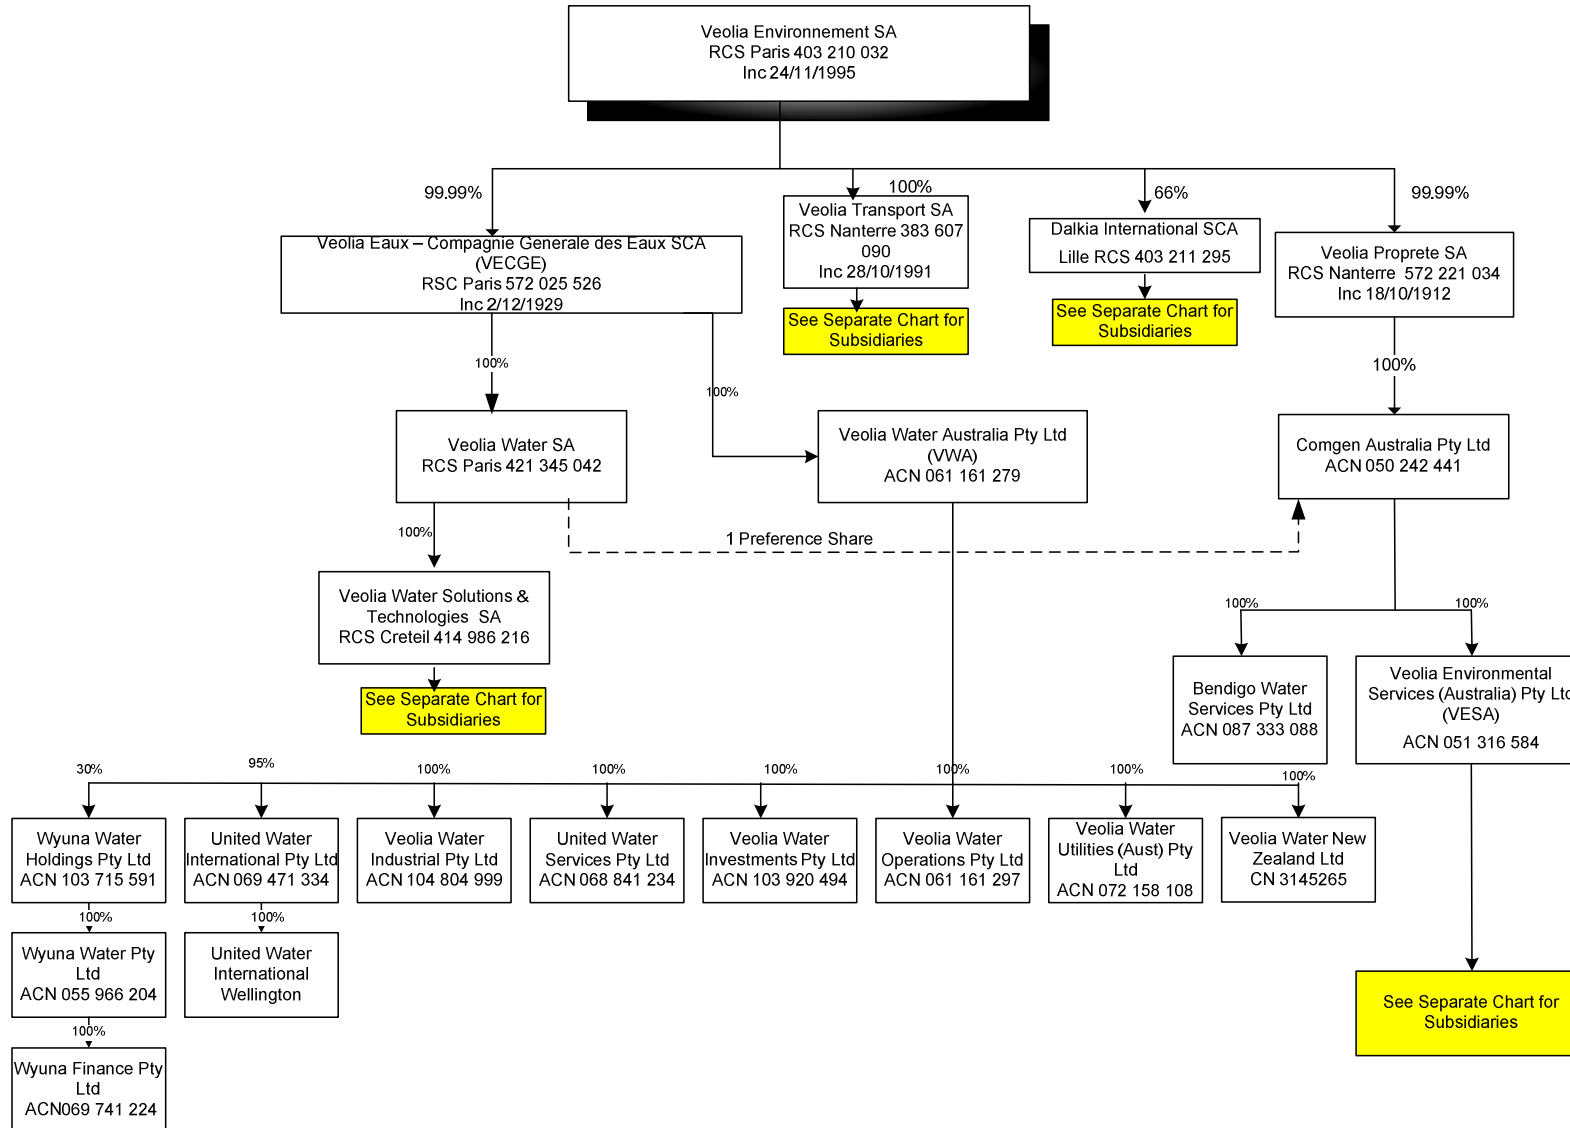 Veolia Environnement SA
RCS Paris 403 210 032
Inc 24/11/1995
99.99%
100%
66%
99.99%
Veolia Eaux – Compagnie Generale des Eaux SCA
(VECGE)
RSC Paris 572 025 526
Inc 2/12/1929
Veolia Transport SA
RCS Nanterre 383 607
090
Inc 28/10/1991
Dalkia International SCA
Lille RCS 403 211 295
Veolia Proprete SA
RCS Nanterre 572 221 034
Inc 18/10/1912
See Separate Chart for
Subsidiaries
See Separate Chart for
Subsidiaries
100%
100%
100%
Veolia Water SA
RCS Paris 421 345 042
Veolia Water Australia Pty Ltd
(VWA)
ACN 061 161 279
Comgen Australia Pty Ltd
ACN 050 242 441
100%
1 Preference Share
Veolia Water Solutions &
Technologies SA
RCS Creteil 414 986 216
See Separate Chart for
Subsidiaries
100%
100%
Bendigo Water
Services Pty Ltd
ACN 087 333 088
Veolia Environmental
Services (Australia) Pty Ltd
(VESA)
ACN 051 316 584
30%
95%
100%
100%
100%
100%
100%
100%
Wyuna Water
Holdings Pty Ltd
ACN 103 715 591
United Water
International Pty Ltd
ACN 069 471 334
Veolia Water
Industrial Pty Ltd
ACN 104 804 999
United Water
Services Pty Ltd
ACN 068 841 234
Veolia Water
Investments Pty Ltd
ACN 103 920 494
Veolia Water
Operations Pty Ltd
ACN 061 161 297
Veolia Water
Utilities (Aust) Pty
Ltd
ACN 072 158 108
Veolia Water New
Zealand Ltd
CN 3145265
100%
100%
Wyuna Water Pty
Ltd
ACN 055 966 204
United Water
International
Wellington
See Separate Chart for
Subsidiaries
100%
Wyuna Finance Pty
Ltd
ACN069 741 224